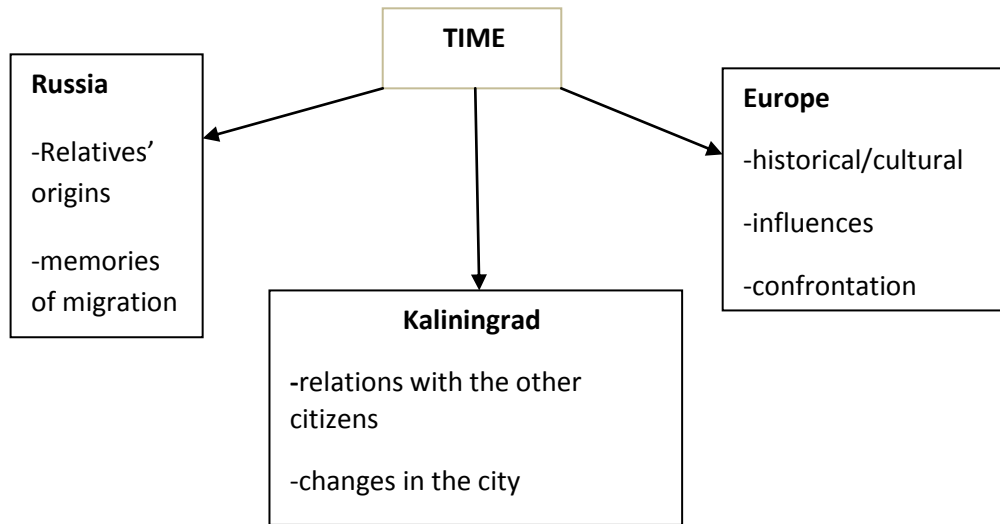 TIME
Russia
-Relatives’
origins
-memories
of migration
Kaliningrad
-relations with the other
citizens
-changes in the city
Europe
-historical/cultural
-influences
-confrontation